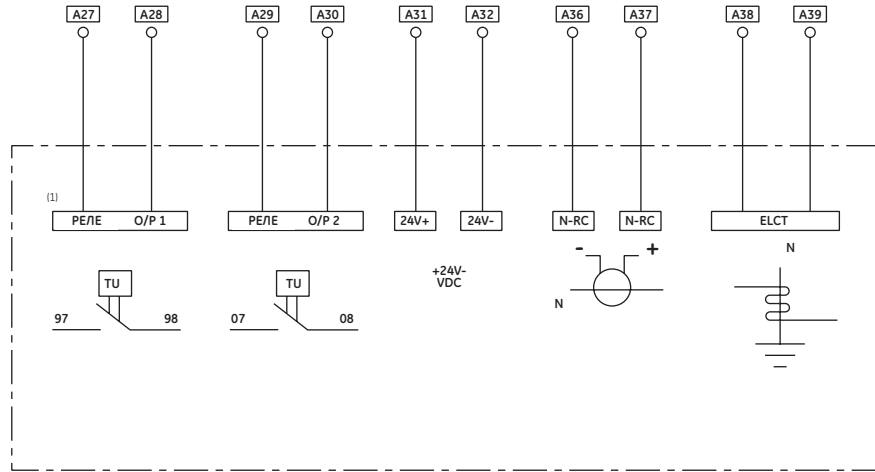 A27 A28 A29 A30 A31 A32 A36 A37 A38 A39
(1)
РЕЛЕ O/P 1 РЕЛЕ O/P 2 24V+ 24V- N-RC N-RC ELCT
- + N
TU TU +24V-
VDC
N
97 98 07 08